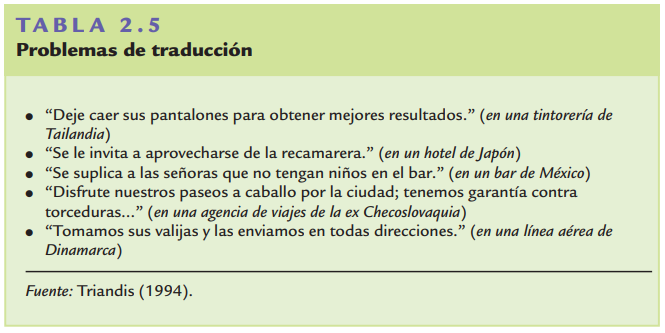 TABLA 2.5
Problemas de traducción
● “Deje caer sus pantalones para obtener mejores resultados.” (en una tintorería de
Tailandia)
● “Se le invita a aprovecharse de la recamarera.” (en un hotel de Japón)
● “Se suplica a las señoras que no tengan niños en el bar.” (en un bar de México)
● “Disfrute nuestros paseos a caballo por la ciudad; tenemos garantía contra
torceduras...” (en una agencia de viajes de la ex Checoslovaquia)
● “Tomamos sus valijas y las enviamos en todas direcciones.” (en una línea aérea de
Dinamarca)
Fuente: Triandis (1994).